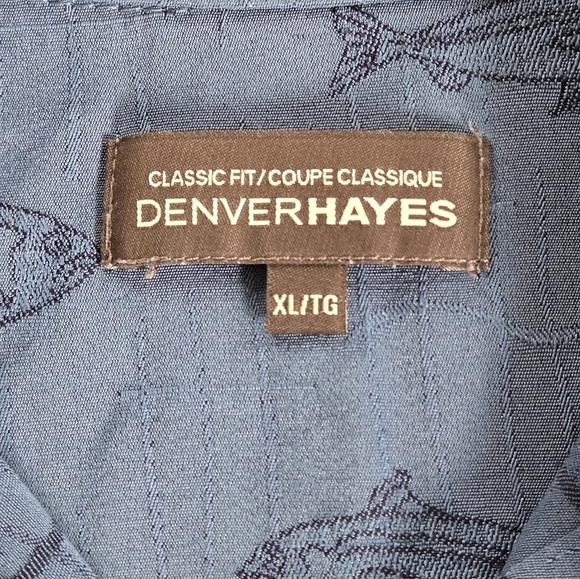 CLASSIC FIT/COUPE CLASSIQUE
DENVERHAYES
XL/TG